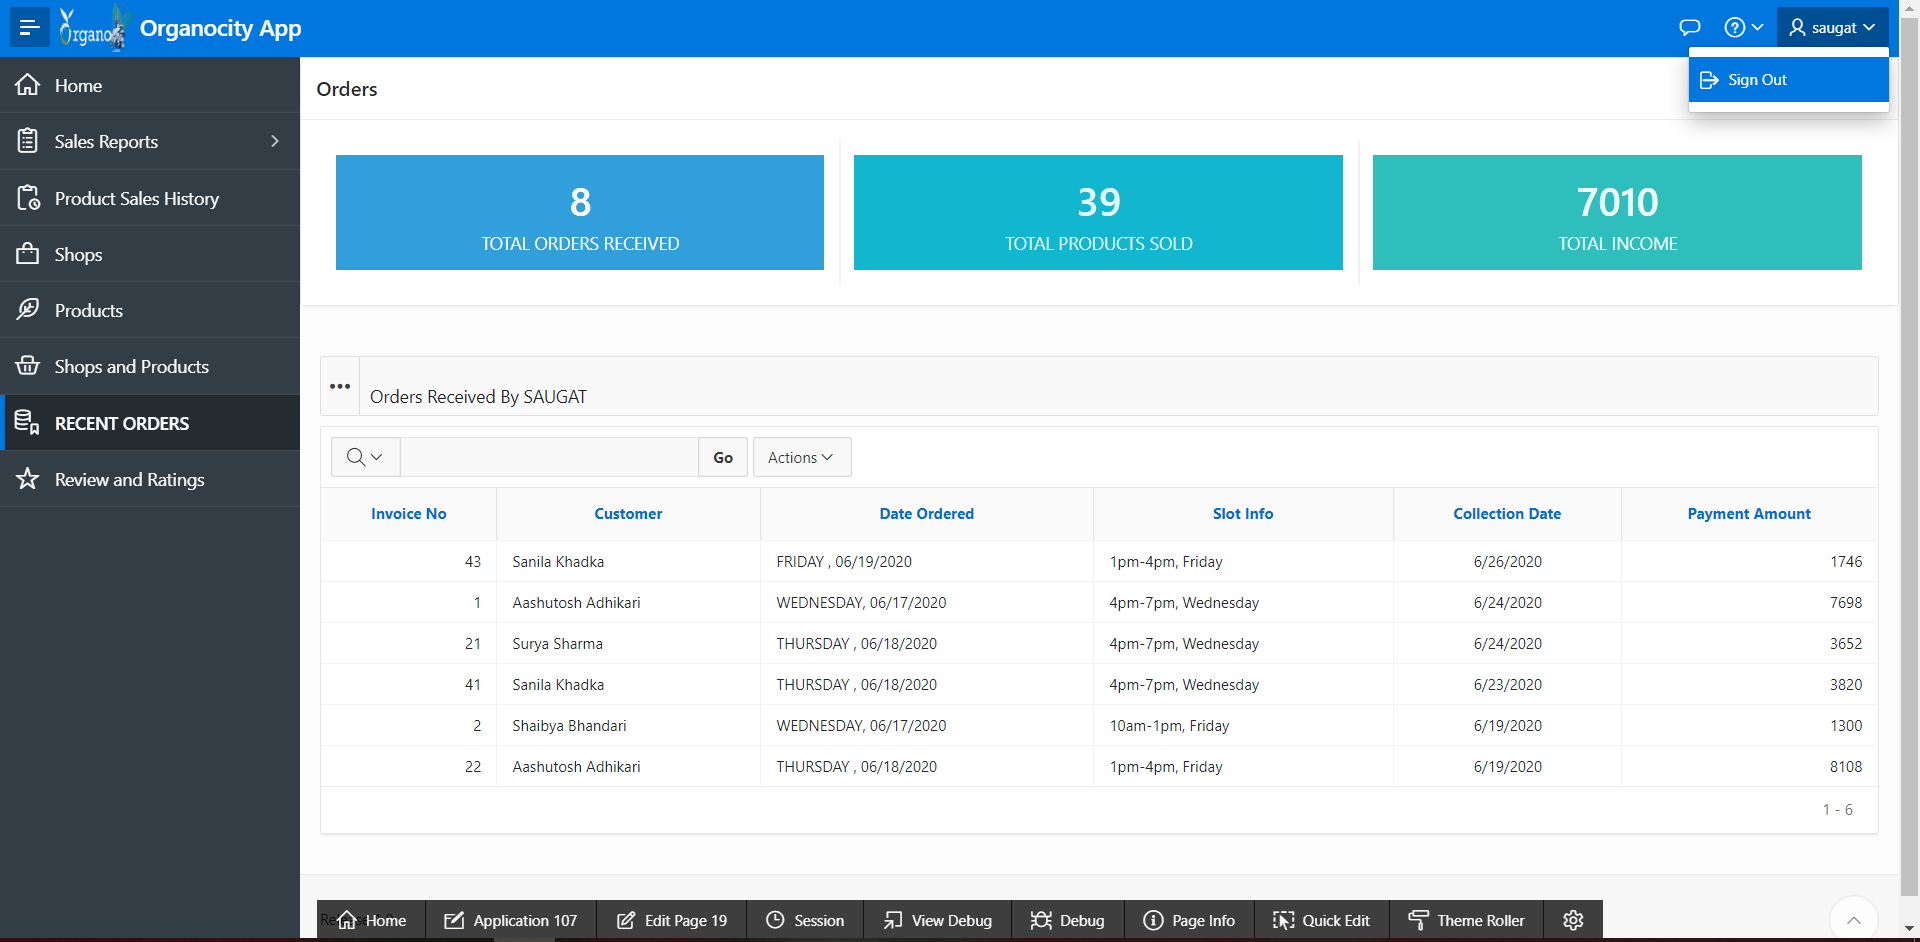 Organocity App
saugat
Sign Out
Home
Sales Reports
Product Sales History
Shops
Products
Shops and Products
RECENT ORDERS
Review and Ratings
Orders
8
TOTAL ORDERS RECEIVED
39
TOTAL PRODUCTS SOLD
7010
TOTAL INCOME
Orders Received By SAUGAT
Go
Actions
Invoice No Customer Date Ordered Slot Info Collection Date Payment Amount
43 Sanila Khadka FRIDAY , 06/19/2020 1pm-4pm, Friday 6/26/2020 1746
1 Aashutosh Adhikari WEDNESDAY, 06/17/2020 4pm-7pm, Wednesday 6/24/2020 7698
21 Surya Sharma THURSDAY , 06/18/2020 4pm-7pm, Wednesday 6/24/2020 3652
41 Sanila Khadka THURSDAY , 06/18/2020 4pm-7pm, Wednesday 6/23/2020 3820
2 Shaibya Bhandari WEDNESDAY, 06/17/2020 10am-1pm, Friday 6/19/2020 1300
22 Aashutosh Adhikari THURSDAY , 06/18/2020 1pm-4pm, Friday 6/19/2020 8108
1 - 6
Home Application 107 Edit Page 19 Session View Debug Debug Page Info Quick Edit Theme Roller